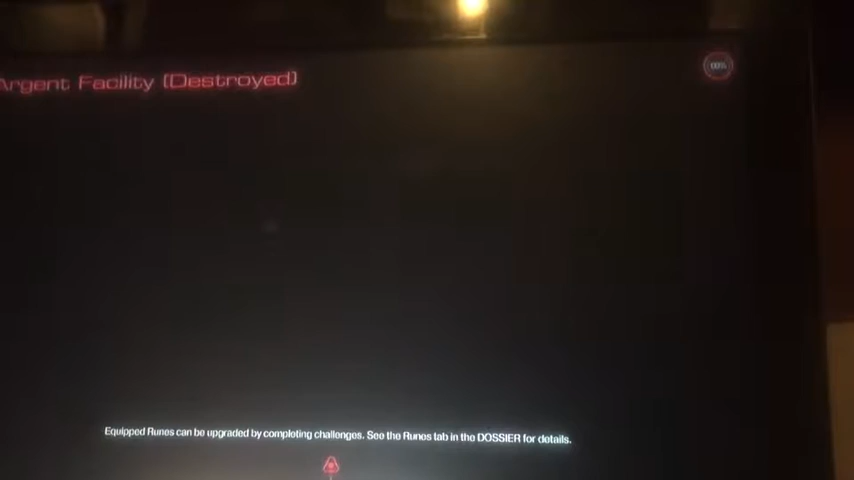 Argent Facility (Destroyed)
100%
Equipped Runes can be upgraded by completing challenges. See the Runes tab in the DOSSIER for details.